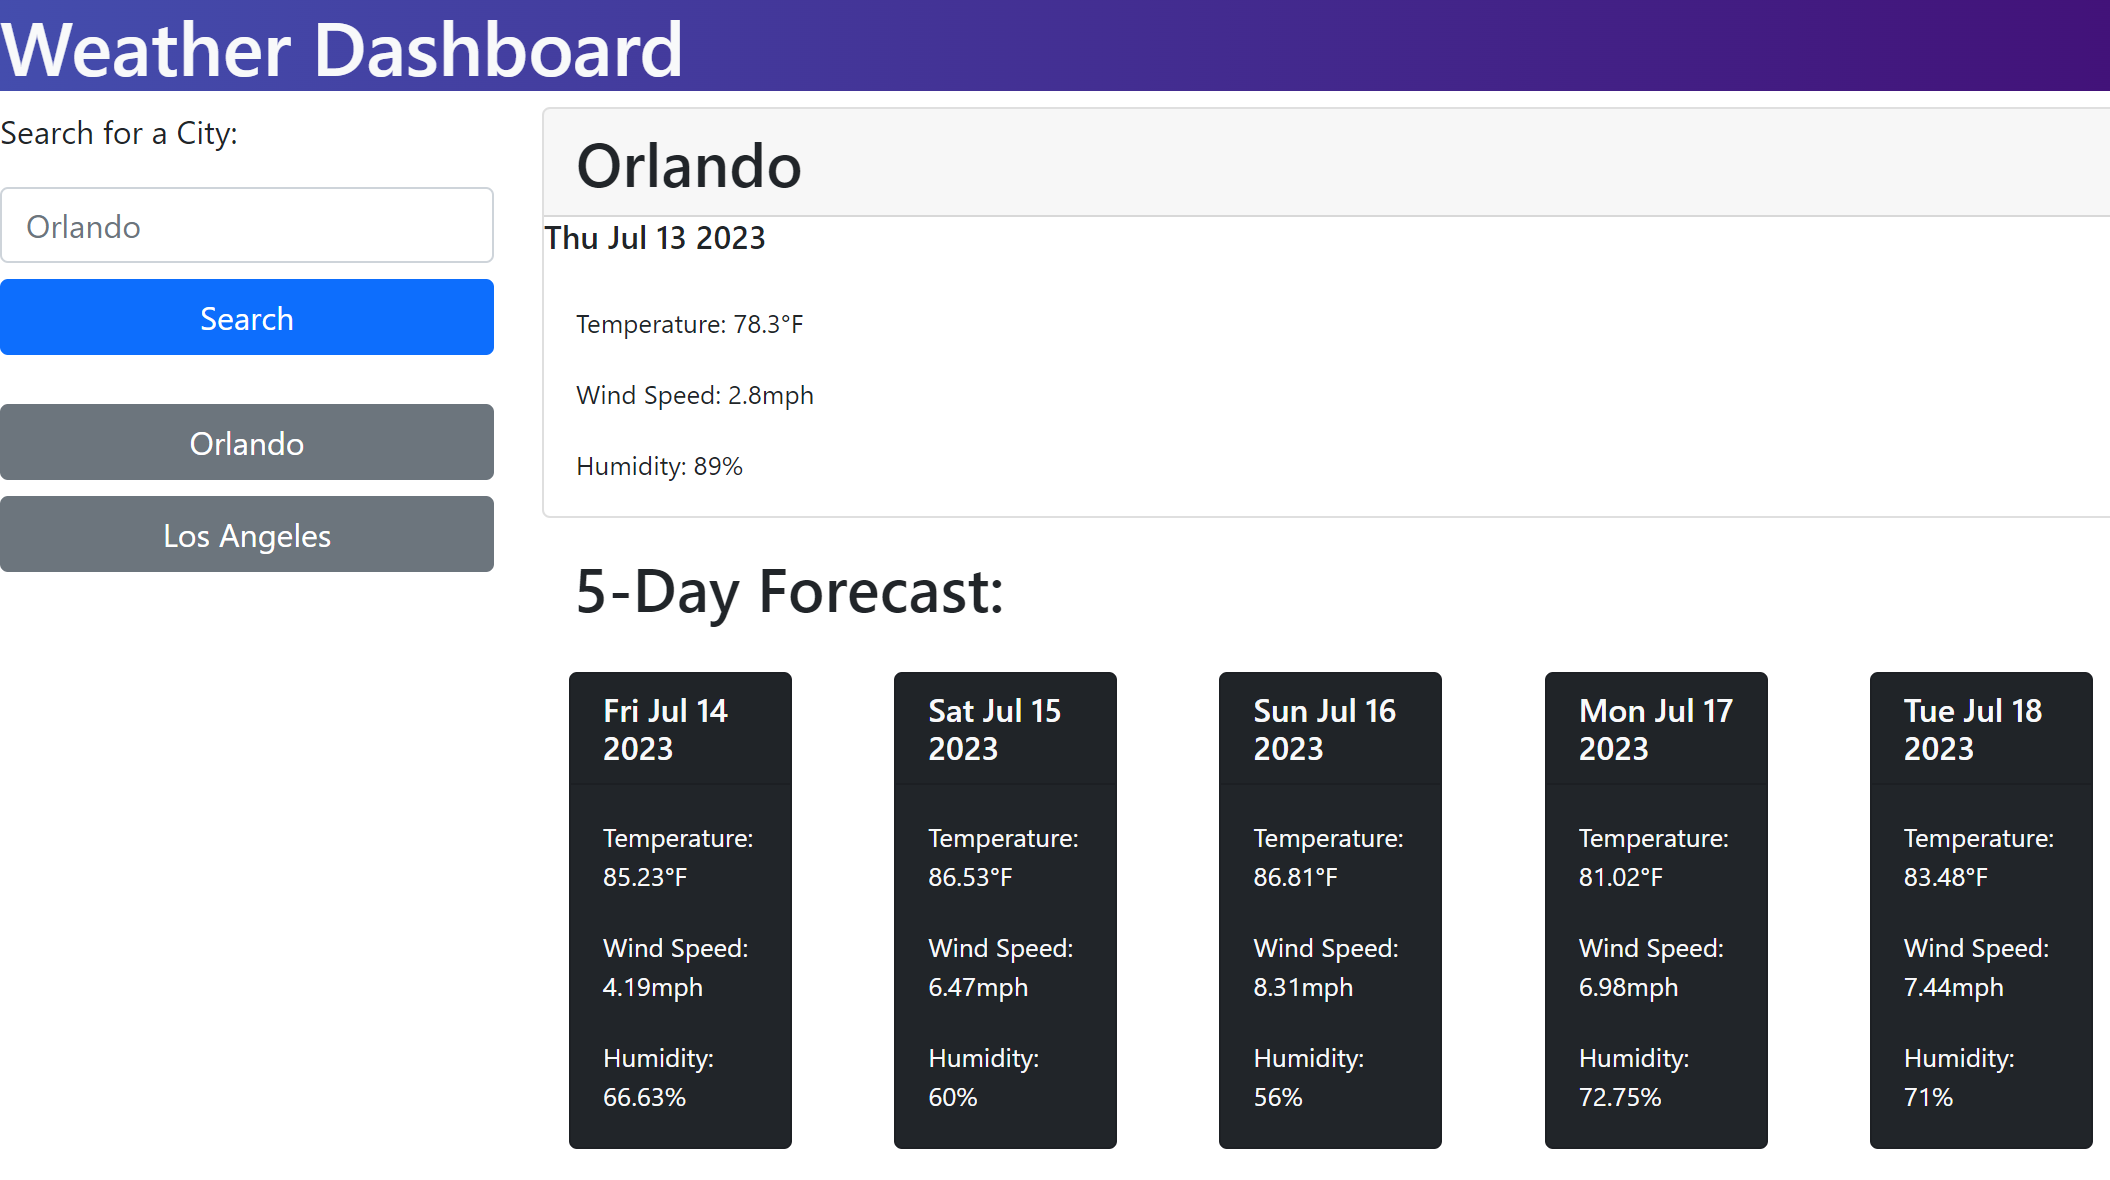 Weather Dashboard
Search for a City:
Orlando
Search
Orlando
Los Angeles
Orlando
Thu Jul 13 2023
Temperature: 78.3°F
Wind Speed: 2.8mph
Humidity: 89%
5-Day Forecast:
Fri Jul 14
2023
Temperature:
85.23°F
Wind Speed:
4.19mph
Humidity:
66.63%
Sat Jul 15
2023
Temperature:
86.53°F
Wind Speed:
6.47mph
Humidity:
60%
Sun Jul 16
2023
Temperature:
86.81°F
Wind Speed:
8.31mph
Humidity:
56%
Mon Jul 17
2023
Temperature:
81.02°F
Wind Speed:
6.98mph
Humidity:
72.75%
Tue Jul 18
2023
Temperature:
83.48°F
Wind Speed:
7.44mph
Humidity:
71%